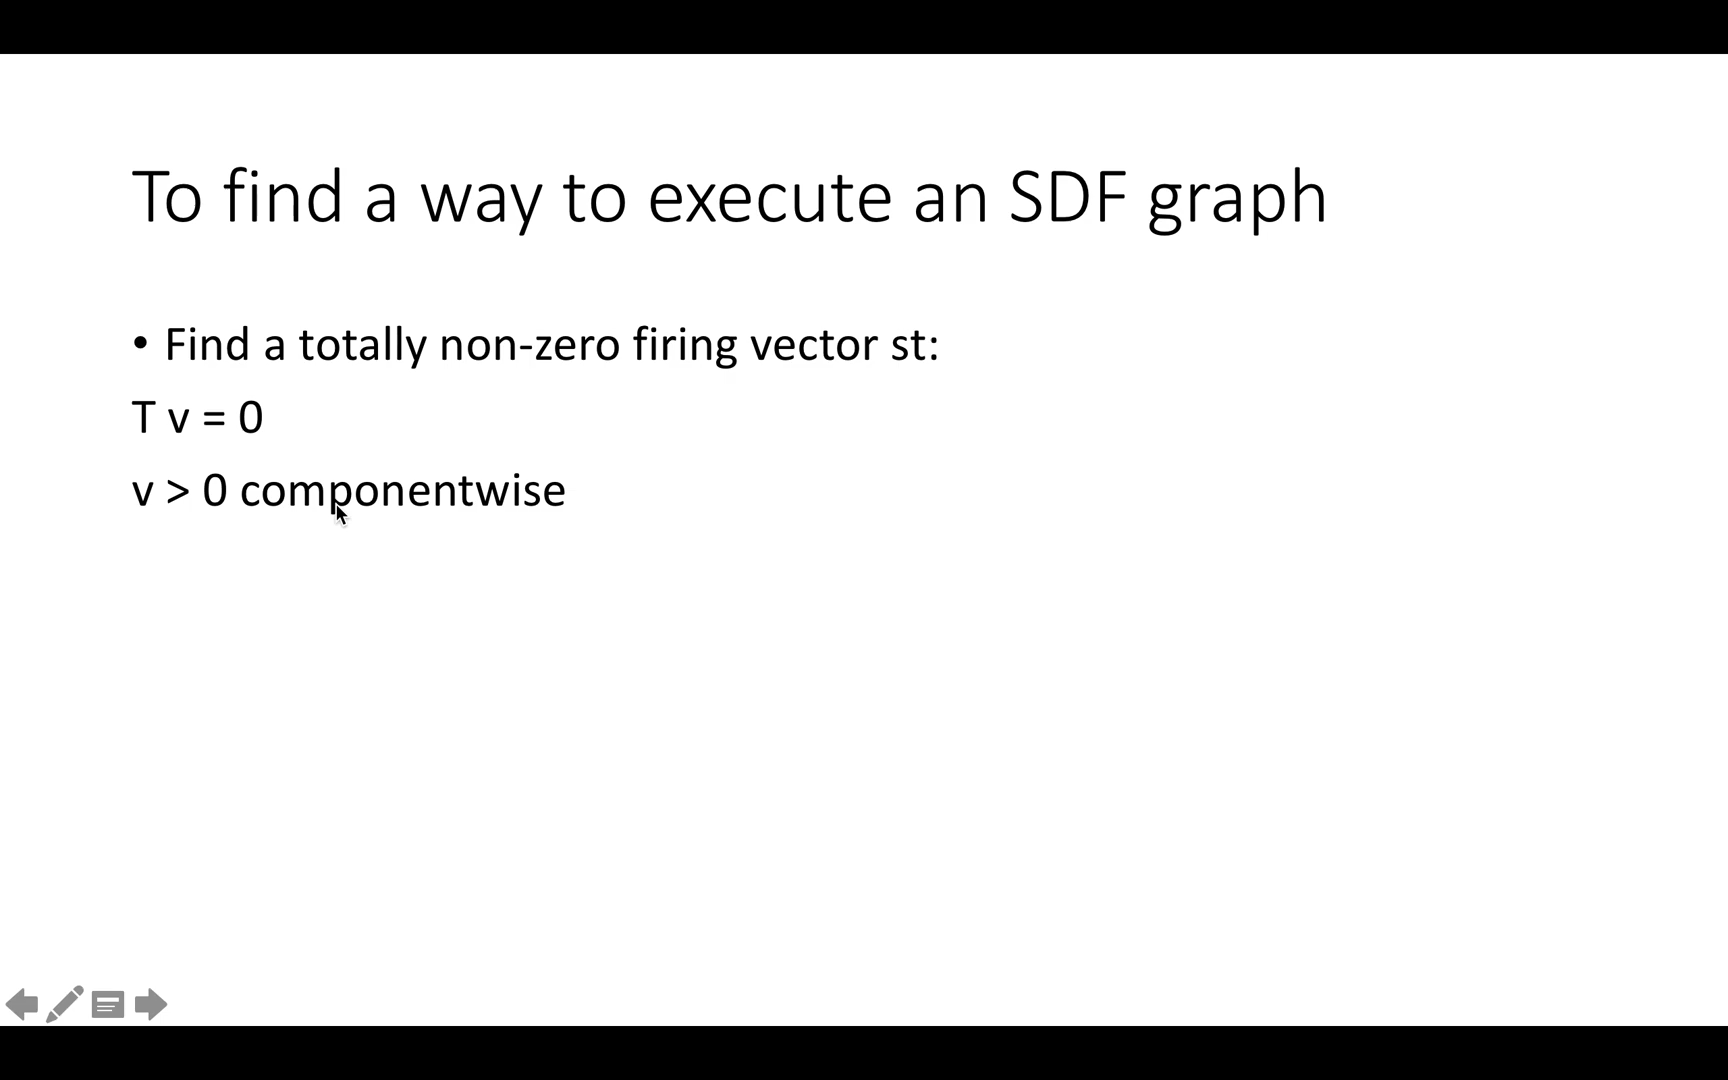 To find a way to execute an SDF graph
• Find a totally non-zero firing vector st:
T v = 0
v > 0 componentwise